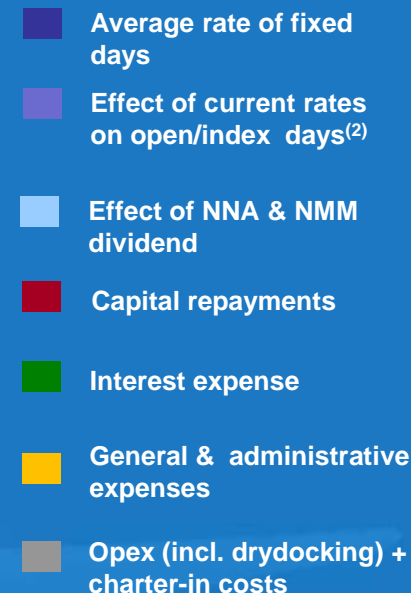 Average rate of fixed
days
Effect of current rates
on open/index days(2)
Effect of NNA & NMM
dividend
Capital repayments
Interest expense
General & administrative
expenses
Opex (incl. drydocking) +
charter-in costs